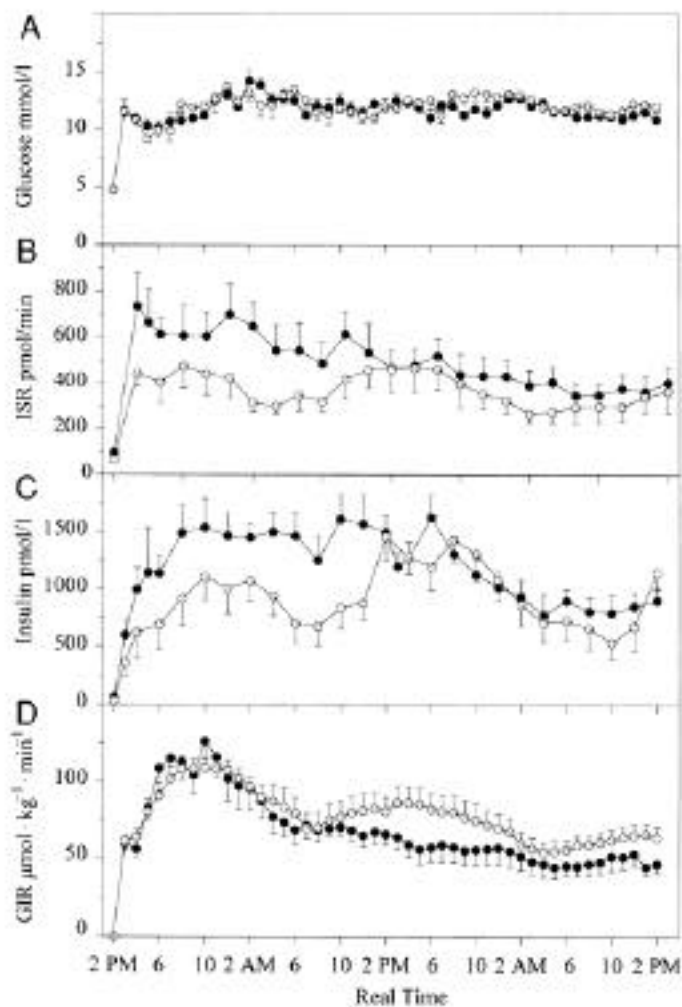 A
Glucose mmol/l
15
10
5
0
B
ISR pmol/min
800
600
400
200
0
C
Insulin pmol/l
1500
1000
500
0
D
GIR µmol · kg⁻¹ · min⁻¹
100
50
0
2 PM 6 10 2 AM 6 10 2 PM 6 2 AM 6 10 2 PM
Real Time